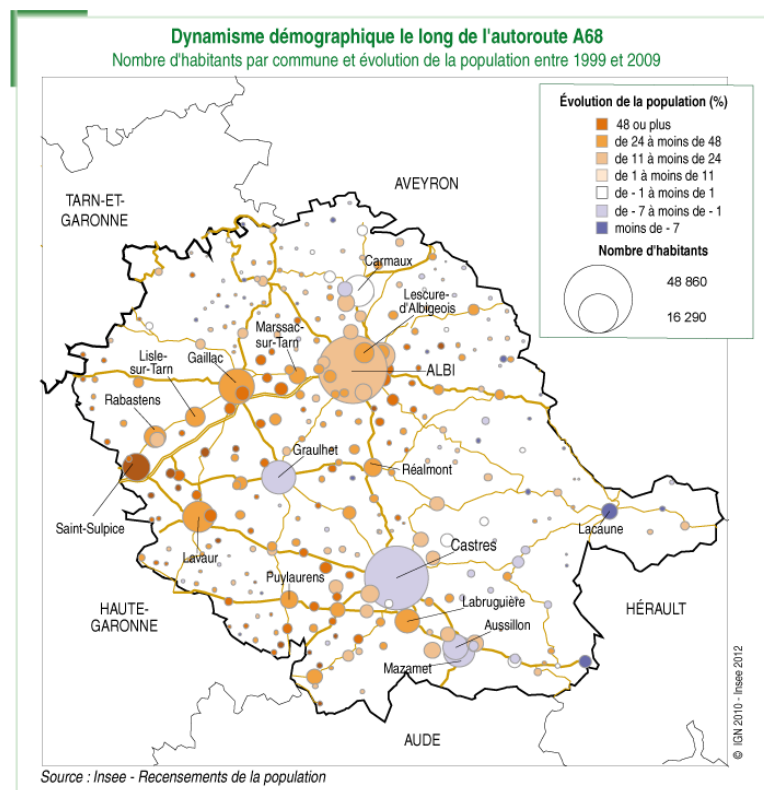 Dynamisme démographique le long de l'autoroute A68
Nombre d'habitants par commune et évolution de la population entre 1999 et 2009
Évolution de la population (%)
48 ou plus
de 24 à moins de 48
de 11 à moins de 24
de 1 à moins de 11
de - 1 à moins de 1
de - 7 à moins de - 1
moins de - 7
Nombre d'habitants
48 860
16 290
AVEYRON
TARN-ET-
GARONNE
Carmaux
Lescure-
d'Albigeois
Marssac-
sur-Tarn
Lisle-
sur-Tarn
Gaillac
ALBI
Rabastens
Graulhet
Réalmont
Saint-Sulpice
Lacaune
Lavaur
Castres
Puylaurens
HAUTE-
GARONNE
Labruguière
HÉRAULT
Aussillon
Mazamet
AUDE
© IGN 2010 - Insee 2012
Source : Insee - Recensements de la population